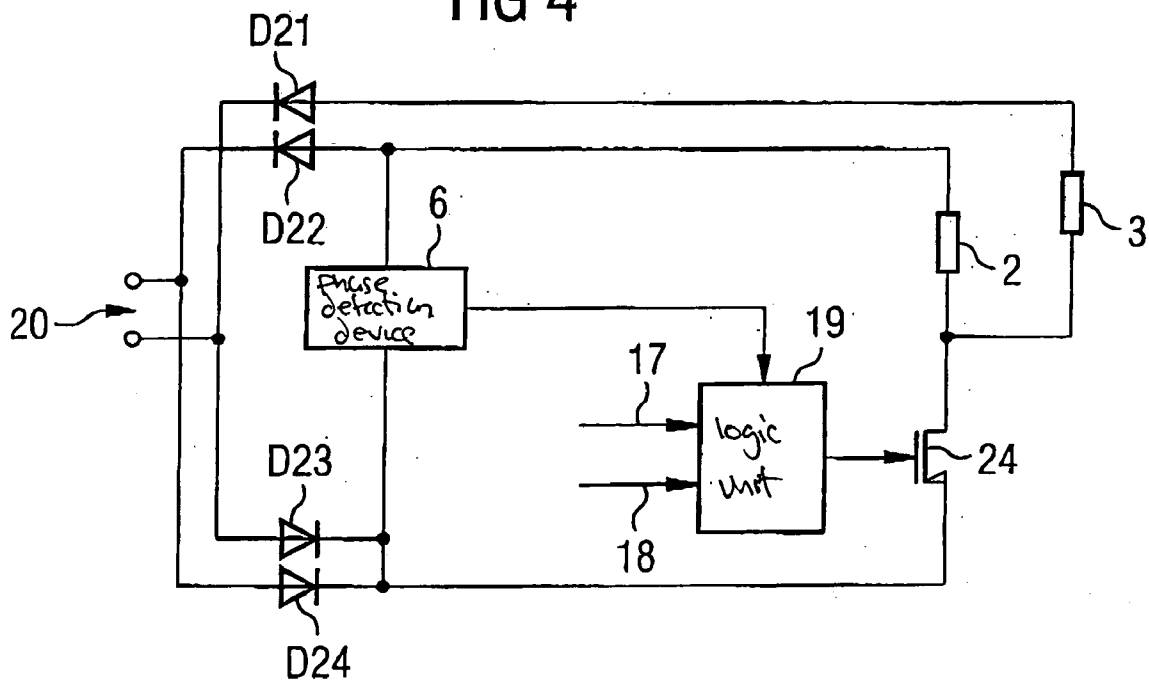 FIG 4
D21
D22
6
phase
detection
device
20
3
2
19
17
logic
unit
24
18
D23
D24